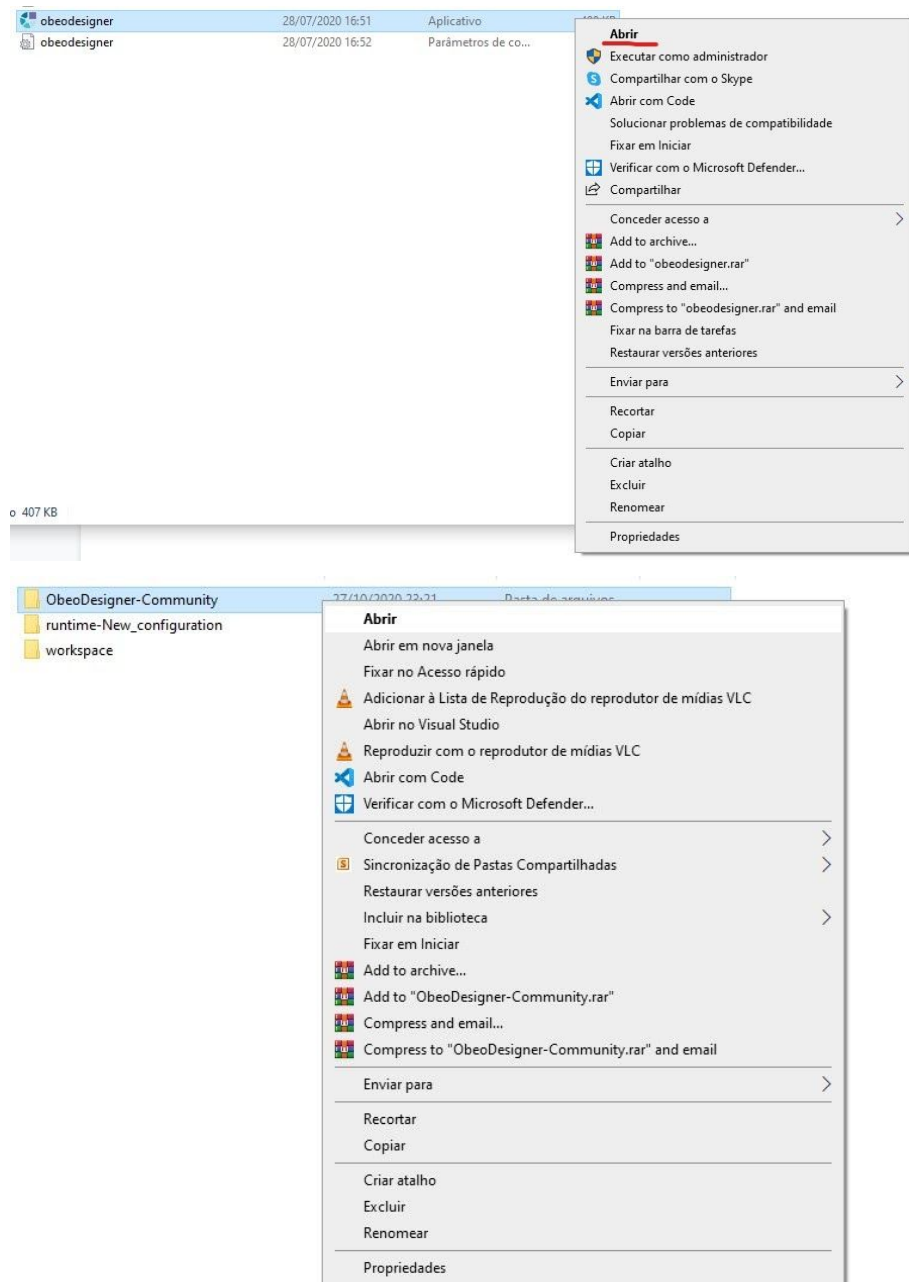 obeodesigner 28/07/2020 16:51 Aplicativo
obeodesigner 28/07/2020 16:52 Parâmetros de co...
Abrir
Executar como administrador
Compartilhar com o Skype
Abrir com Code
Solucionar problemas de compatibilidade
Fixar em Iniciar
Verificar com o Microsoft Defender...
Compartilhar
Conceder acesso a
Add to archive...
Add to "obeodesigner.rar"
Compress and email...
Compress to "obeodesigner.rar" and email
Fixar na barra de tarefas
Restaurar versões anteriores
Enviar para
Recortar
Copiar
Criar atalho
Excluir
Renomear
Propriedades
o 407 KB
ObeoDesigner-Community 27/10/2020 23:21 Pasta de arquivos
runtime-New_configuration
workspace
Abrir
Abrir em nova janela
Fixar no Acesso rápido
Adicionar à Lista de Reprodução do reprodutor de mídias VLC
Abrir no Visual Studio
Reproduzir com o reprodutor de mídias VLC
Abrir com Code
Verificar com o Microsoft Defender...
Conceder acesso a
Sincronização de Pastas Compartilhadas
Restaurar versões anteriores
Incluir na biblioteca
Fixar em Iniciar
Add to archive...
Add to "ObeoDesigner-Community.rar"
Compress and email...
Compress to "ObeoDesigner-Community.rar" and email
Enviar para
Recortar
Copiar
Criar atalho
Excluir
Renomear
Propriedades